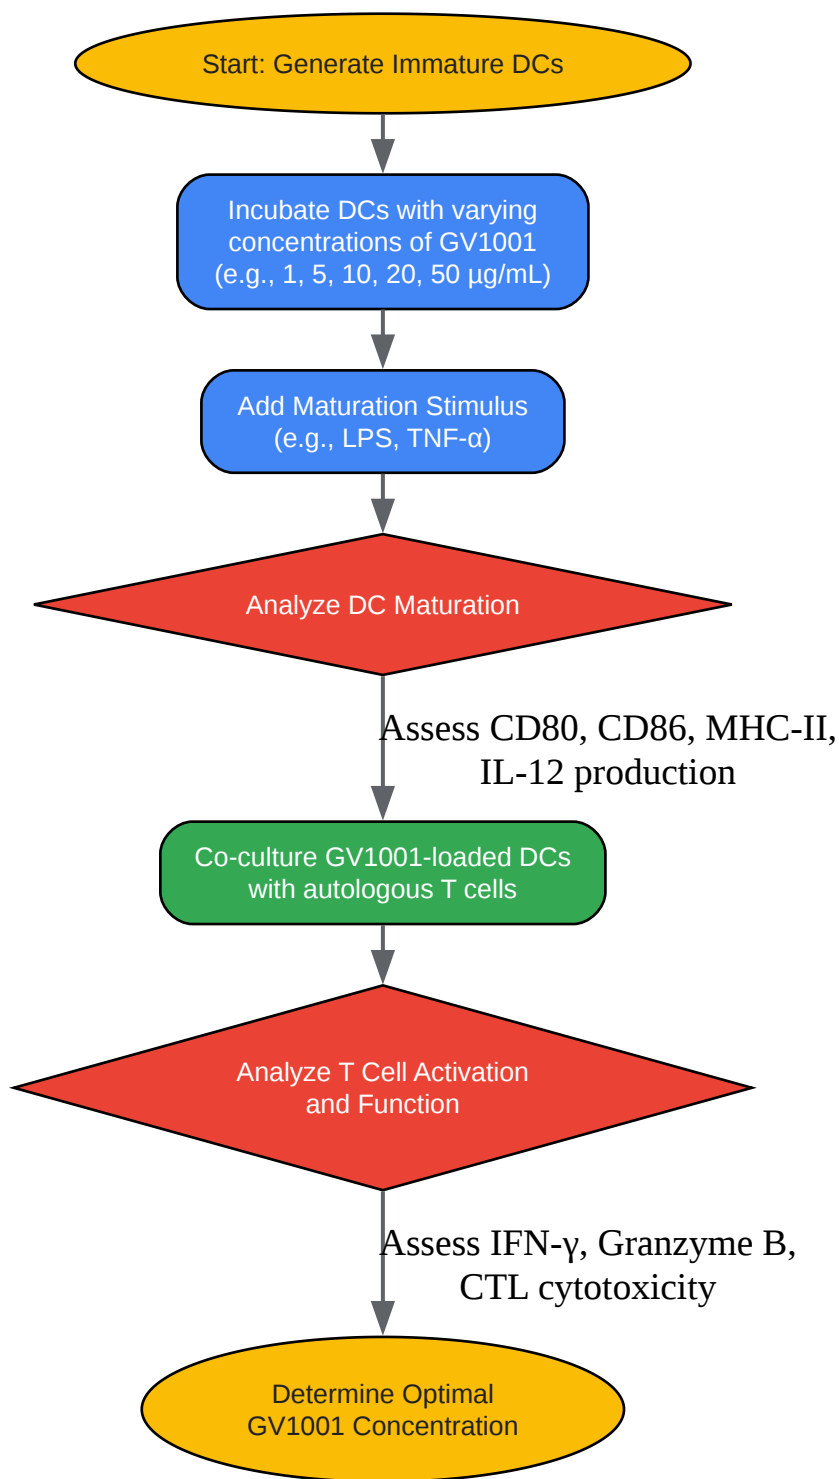 Start: Generate Immature DCs
Incubate DCs with varying
concentrations of GV1001
(e.g., 1, 5, 10, 20, 50 µg/mL)
Add Maturation Stimulus
(e.g., LPS, TNF-α)
Analyze DC Maturation
Assess CD80, CD86, MHC-II,
IL-12 production
Co-culture GV1001-loaded DCs
with autologous T cells
Analyze T Cell Activation
and Function
Assess IFN-γ, Granzyme B,
CTL cytotoxicity
Determine Optimal
GV1001 Concentration